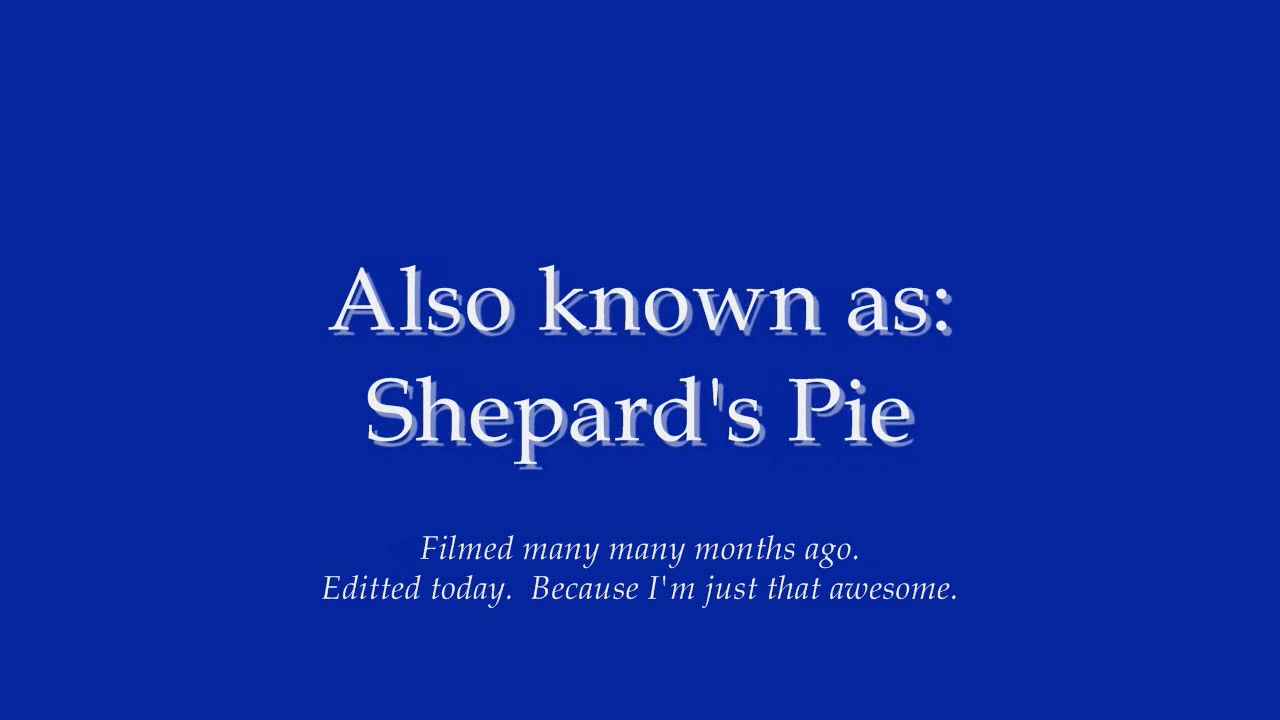 Also known as:
Shepard's Pie
Filmed many many months ago.
Editted today.  Because I'm just that awesome.